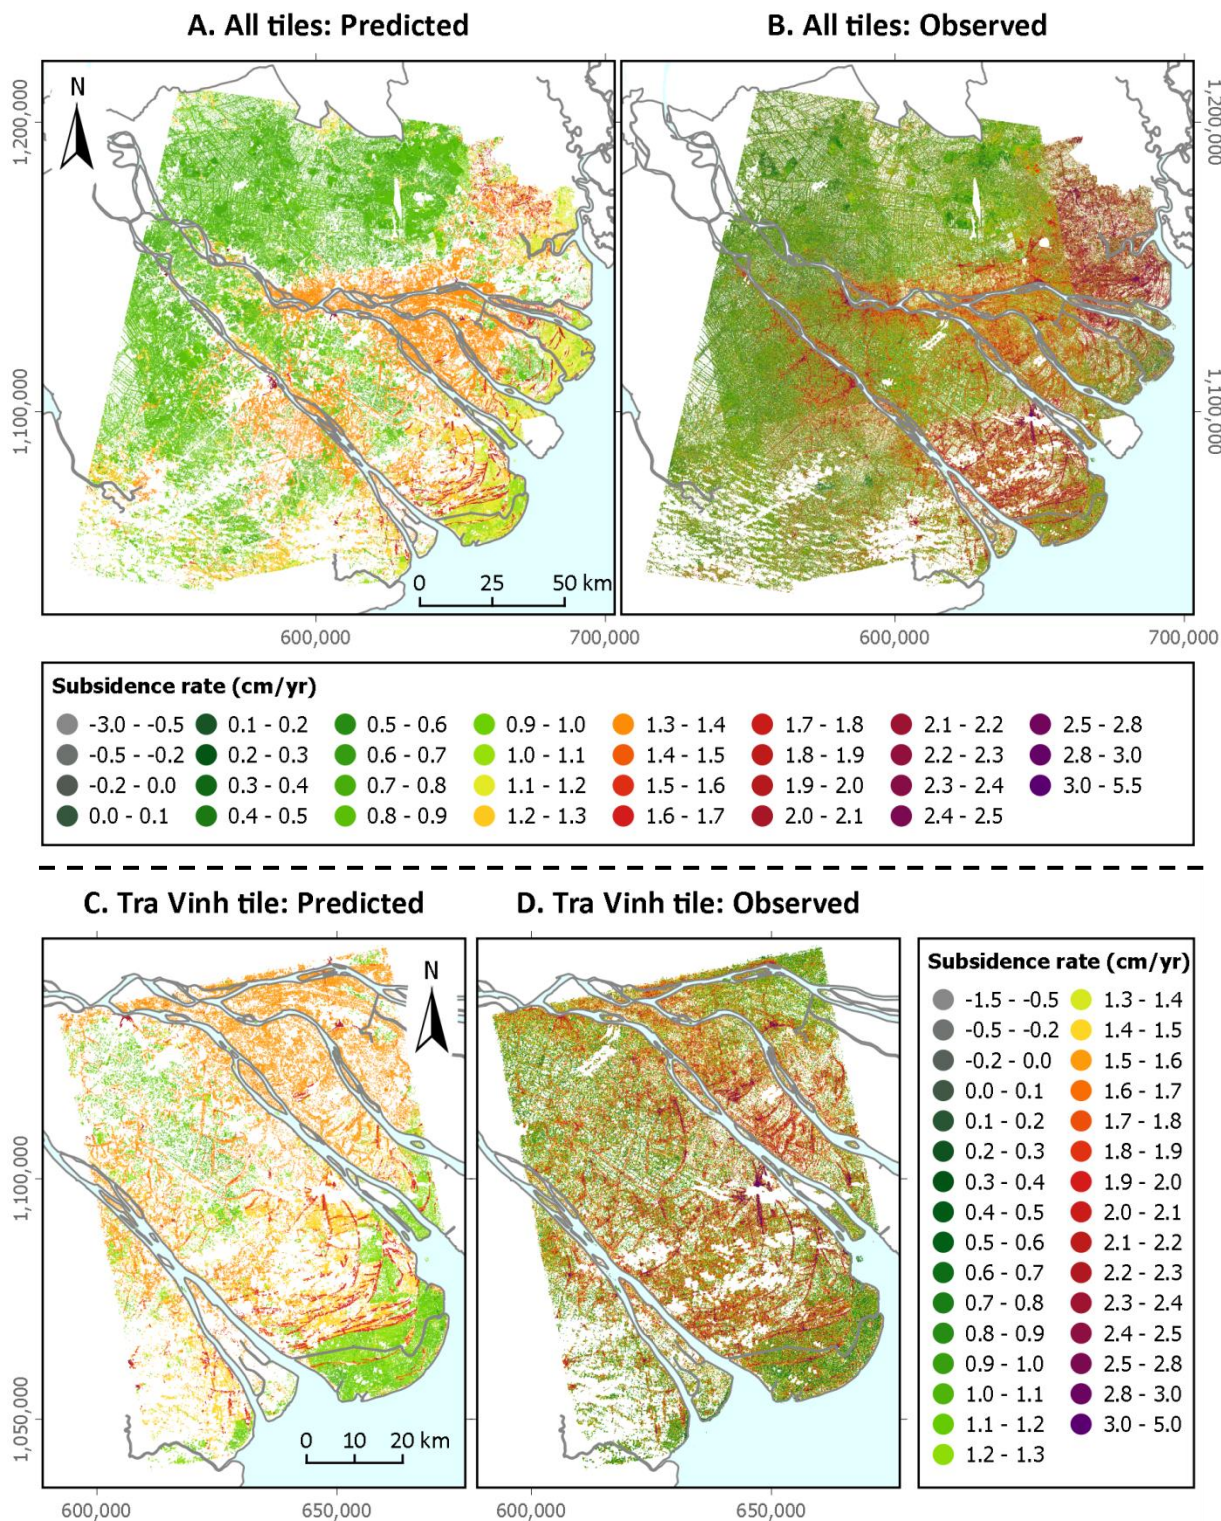 A. All tiles: Predicted
B. All tiles: Observed
N
1,200,000
1,100,000
1,200,000
1,100,000
0 25 50 km
600,000 700,000
600,000 700,000
Subsidence rate (cm/yr)
-3.0 - -0.5 0.1 - 0.2 0.5 - 0.6 0.9 - 1.0 1.3 - 1.4 1.7 - 1.8 2.1 - 2.2 2.5 - 2.8
-0.5 - -0.2 0.2 - 0.3 0.6 - 0.7 1.0 - 1.1 1.4 - 1.5 1.8 - 1.9 2.2 - 2.3 2.8 - 3.0
-0.2 - 0.0 0.3 - 0.4 0.7 - 0.8 1.1 - 1.2 1.5 - 1.6 1.9 - 2.0 2.3 - 2.4 3.0 - 5.5
0.0 - 0.1 0.4 - 0.5 0.8 - 0.9 1.2 - 1.3 1.6 - 1.7 2.0 - 2.1 2.4 - 2.5
C. Tra Vinh tile: Predicted
D. Tra Vinh tile: Observed
N
1,100,000
1,050,000
0 10 20 km
600,000 650,000
600,000 650,000
Subsidence rate (cm/yr)
-1.5 - -0.5 1.3 - 1.4
-0.5 - -0.2 1.4 - 1.5
-0.2 - 0.0 1.5 - 1.6
0.0 - 0.1 1.6 - 1.7
0.1 - 0.2 1.7 - 1.8
0.2 - 0.3 1.8 - 1.9
0.3 - 0.4 1.9 - 2.0
0.4 - 0.5 2.0 - 2.1
0.5 - 0.6 2.1 - 2.2
0.6 - 0.7 2.2 - 2.3
0.7 - 0.8 2.3 - 2.4
0.8 - 0.9 2.4 - 2.5
0.9 - 1.0 2.5 - 2.8
1.0 - 1.1 2.8 - 3.0
1.1 - 1.2 3.0 - 5.0
1.2 - 1.3